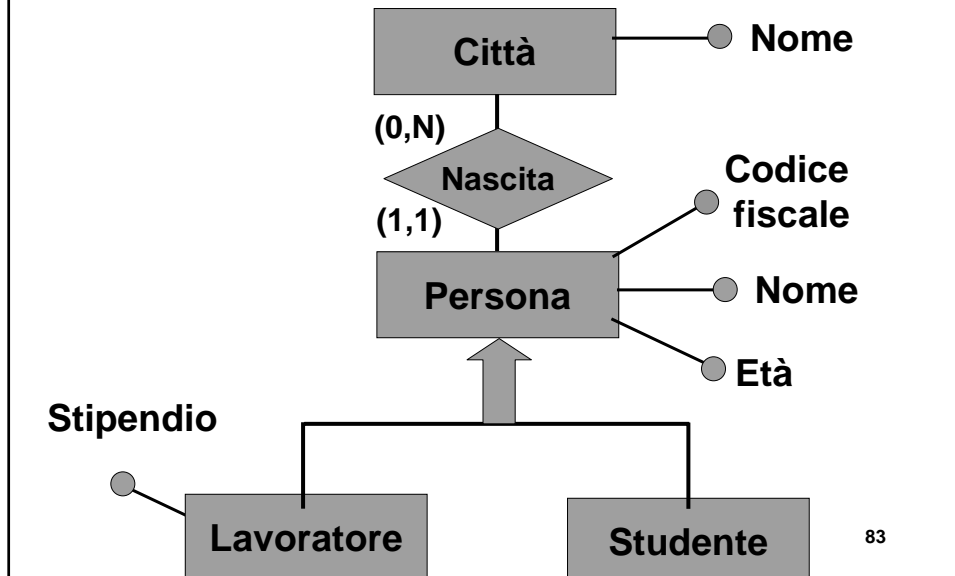 Città
Nome
(0,N)
Nascita
Codice
fiscale
(1,1)
Persona
Nome
Età
Stipendio
Lavoratore
Studente
83